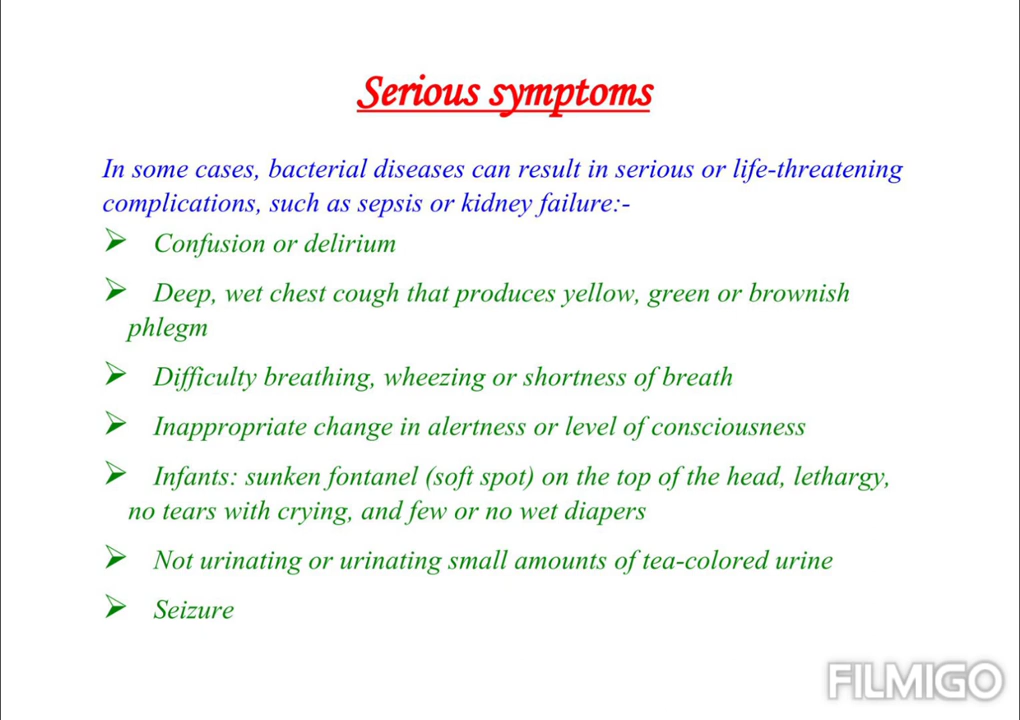 Serious symptoms
In some cases, bacterial diseases can result in serious or life-threatening
complications, such as sepsis or kidney failure:-
➢ Confusion or delirium
➢ Deep, wet chest cough that produces yellow, green or brownish
phlegm
➢ Difficulty breathing, wheezing or shortness of breath
➢ Inappropriate change in alertness or level of consciousness
➢ Infants: sunken fontanel (soft spot) on the top of the head, lethargy,
no tears with crying, and few or no wet diapers
➢ Not urinating or urinating small amounts of tea-colored urine
➢ Seizure
FILMIGO